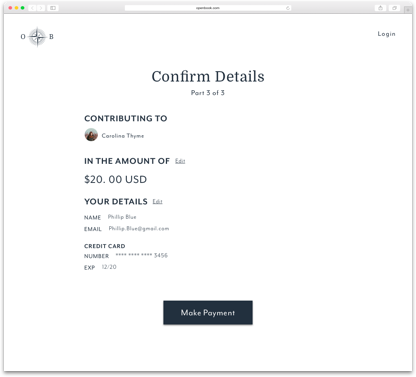 openbook.com
O B
Login
Confirm Details
Part 3 of 3
CONTRIBUTING TO
Carolina Thyme
IN THE AMOUNT OF Edit
$20. 00 USD
YOUR DETAILS Edit
NAME Phillip Blue
EMAIL Phillip.Blue@gmail.com
CREDIT CARD
NUMBER **** **** **** 3456
EXP 12/20
Make Payment